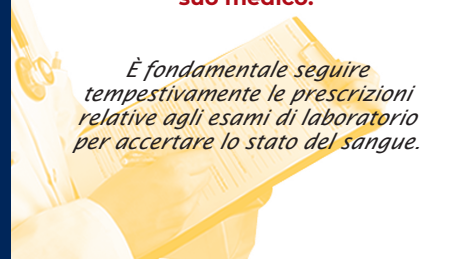 suo medico.
È fondamentale seguire
tempestivamente le prescrizioni
relative agli esami di laboratorio
per accertare lo stato del sangue.